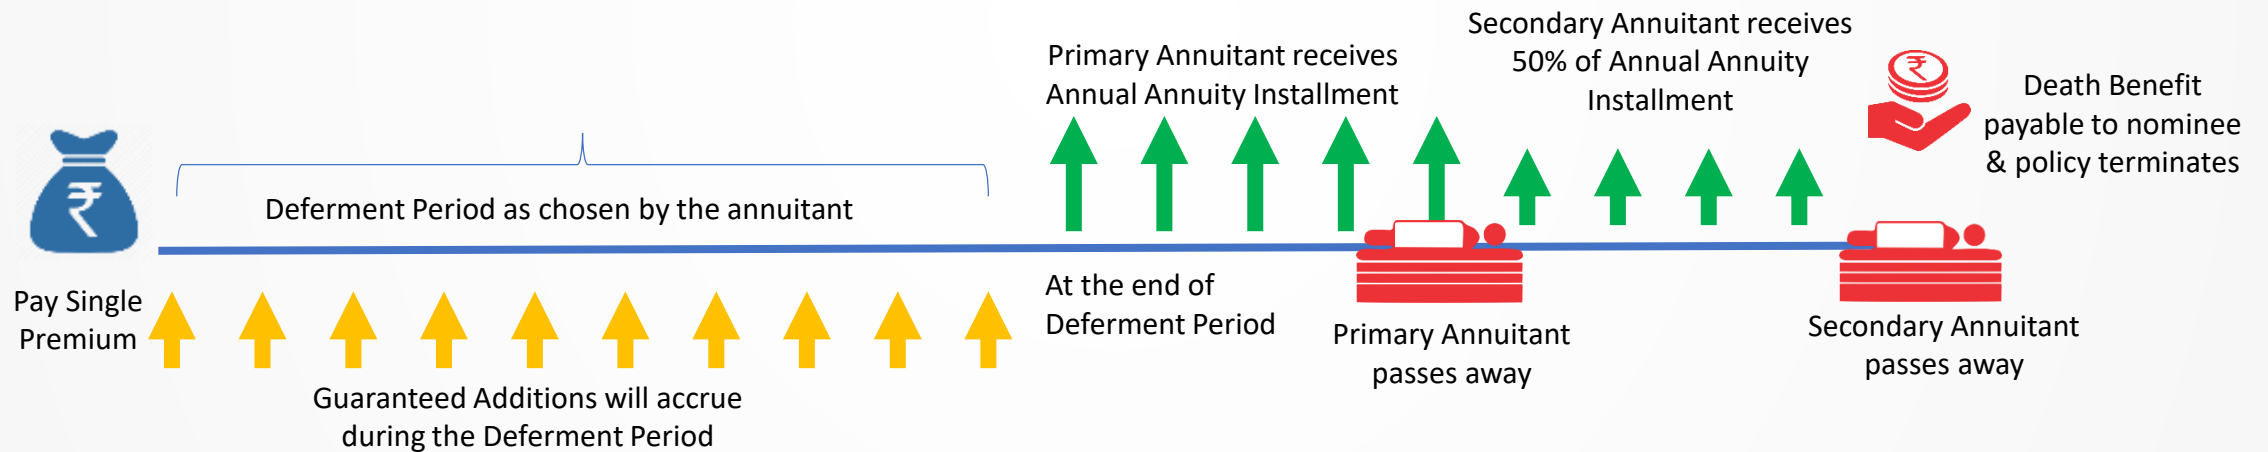 Pay Single
Premium
Deferment Period as chosen by the annuitant
Guaranteed Additions will accrue
during the Deferment Period
Primary Annuitant receives
Annual Annuity Installment
At the end of
Deferment Period
Primary Annuitant
passes away
Secondary Annuitant receives
50% of Annual Annuity
Installment
Secondary Annuitant
passes away
Death Benefit
payable to nominee
& policy terminates
₹
₹